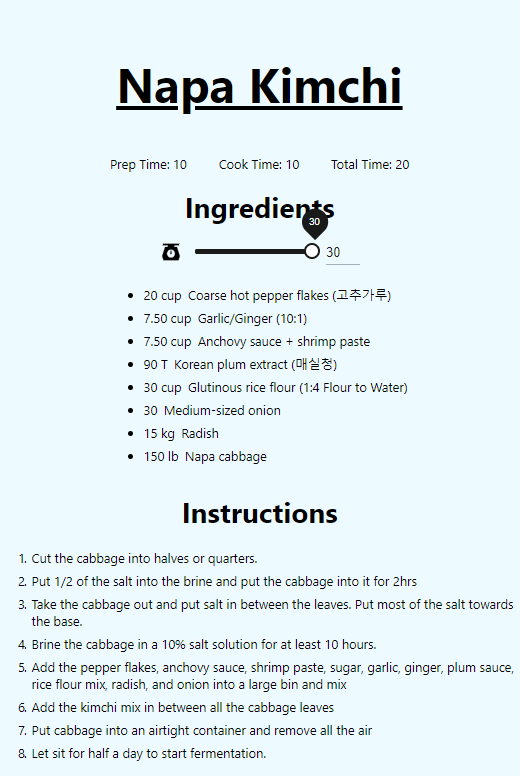 Napa Kimchi
Prep Time: 10 Cook Time: 10 Total Time: 20
Ingredients
30
30
20 cup Coarse hot pepper flakes (고추가루)
7.50 cup Garlic/Ginger (10:1)
7.50 cup Anchovy sauce + shrimp paste
90 T Korean plum extract (매실청)
30 cup Glutinous rice flour (1:4 Flour to Water)
30 Medium-sized onion
15 kg Radish
150 lb Napa cabbage
Instructions
1. Cut the cabbage into halves or quarters.
2. Put 1/2 of the salt into the brine and put the cabbage into it for 2hrs
3. Take the cabbage out and put salt in between the leaves. Put most of the salt towards
the base.
4. Brine the cabbage in a 10% salt solution for at least 10 hours.
5. Add the pepper flakes, anchovy sauce, shrimp paste, sugar, garlic, ginger, plum sauce,
rice flour mix, radish, and onion into a large bin and mix
6. Add the kimchi mix in between all the cabbage leaves
7. Put cabbage into an airtight container and remove all the air
8. Let sit for half a day to start fermentation.